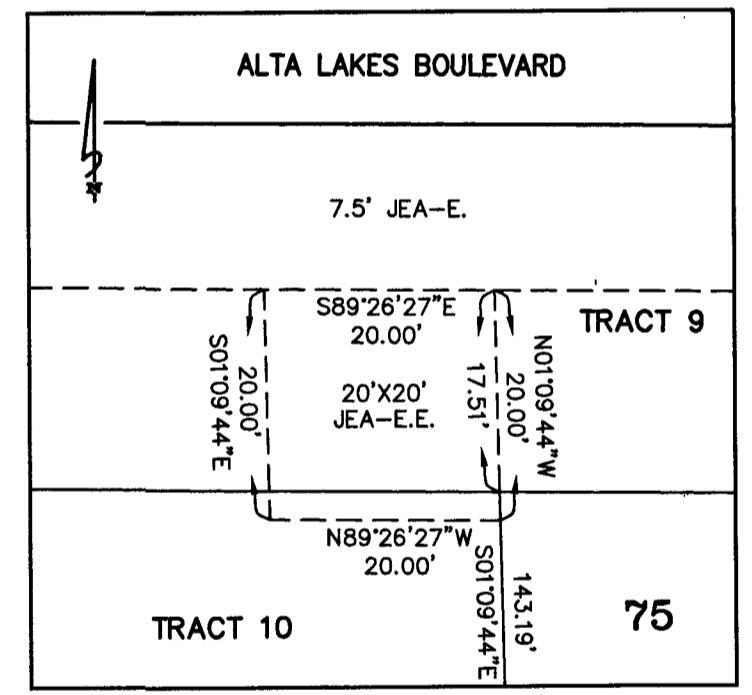 ALTA LAKES BOULEVARD
7.5' JEA-E.
S89°26'27"E
20.00'
TRACT 9
S01°09'44"E
20.00'
20'X20'
JEA-E.E.
17.51'
20.00'
N01°09'44"W
N89°26'27"W
20.00'
S01°09'44"E
143.19'
TRACT 10
75